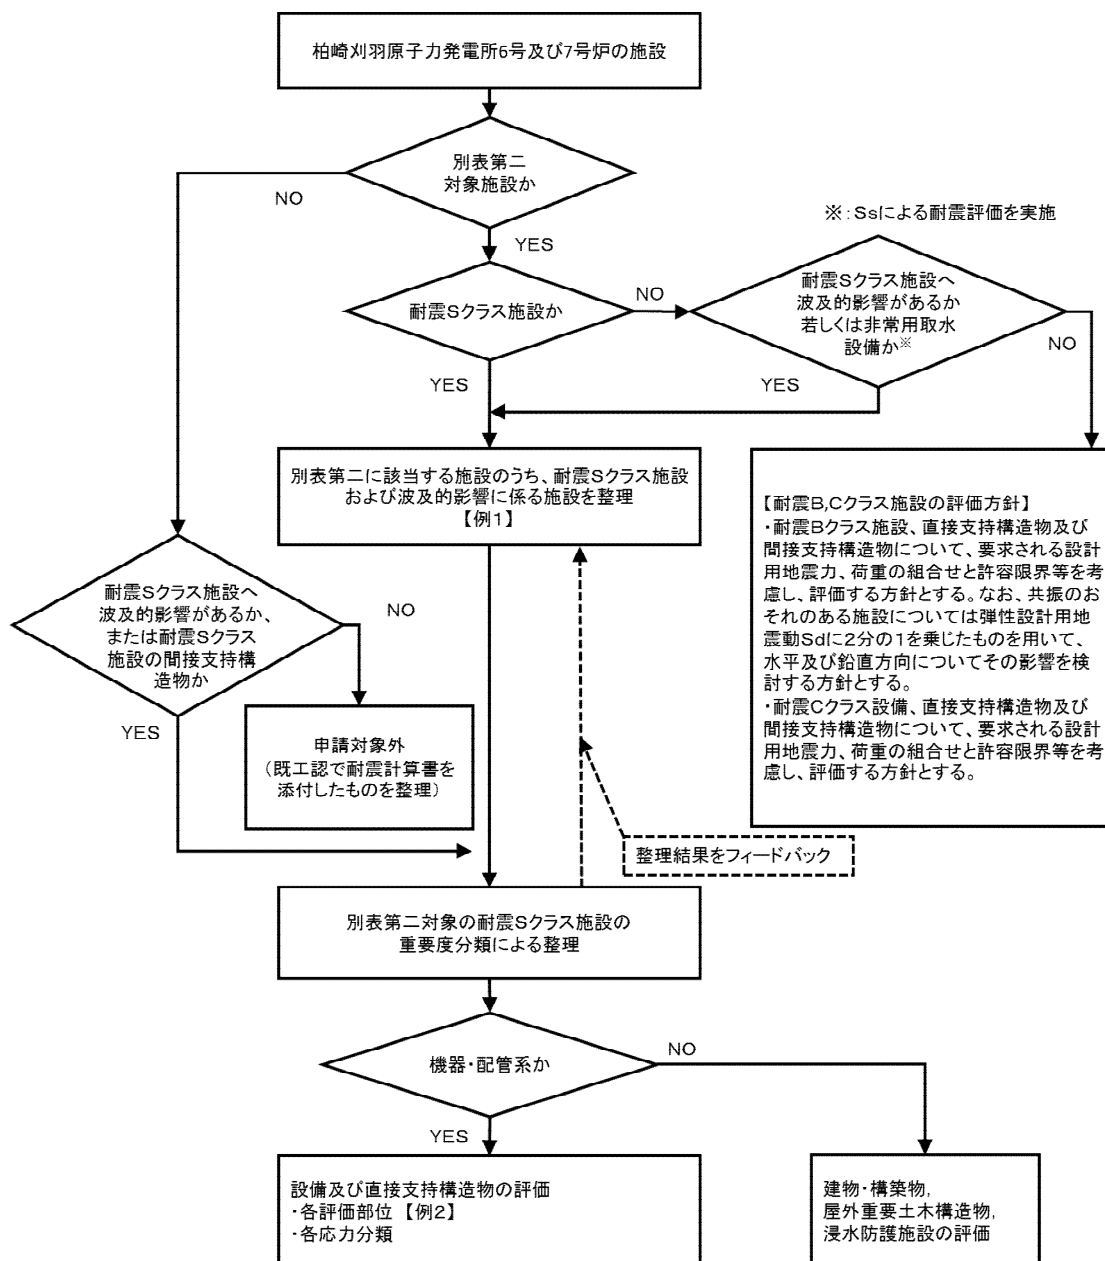 柏崎刈羽原子力発電所6号及び7号炉の施設
別表第二
対象施設か
NO
YES
※：Ssによる耐震評価を実施
耐震Sクラス施設か
NO
耐震Sクラス施設へ
波及的影響があるか
若しくは非常用取水
設備か※
NO
YES
YES
別表第二に該当する施設のうち、耐震Sクラス施設
および波及的影響に係る施設を整理
【例１】
【耐震B,Cクラス施設の評価方針】
・耐震Bクラス施設、直接支持構造物及び
間接支持構造物について、要求される設計
用地震力、荷重の組合せと許容限界等を考
慮し、評価する方針とする。なお、共振のお
それのある施設については弾性設計用地
震動Sdに2分の1を乗じたものを用いて、
水平及び鉛直方向についてその影響を検
討する方針とする。
・耐震Cクラス設備、直接支持構造物及び
間接支持構造物について、要求される設計
用地震力、荷重の組合せと許容限界等を考
慮し、評価する方針とする。
耐震Sクラス施設へ
波及的影響があるか、
または耐震Sクラス
施設の間接支持構
造物か
NO
YES
申請対象外
（既工認で耐震計算書を
添付したものを整理）
整理結果をフィードバック
別表第二対象の耐震Sクラス施設の
重要度分類による整理
機器・配管系か
NO
YES
設備及び直接支持構造物の評価
・各評価部位 【例２】
・各応力分類
建物・構築物,
屋外重要土木構造物,
浸水防護施設の評価